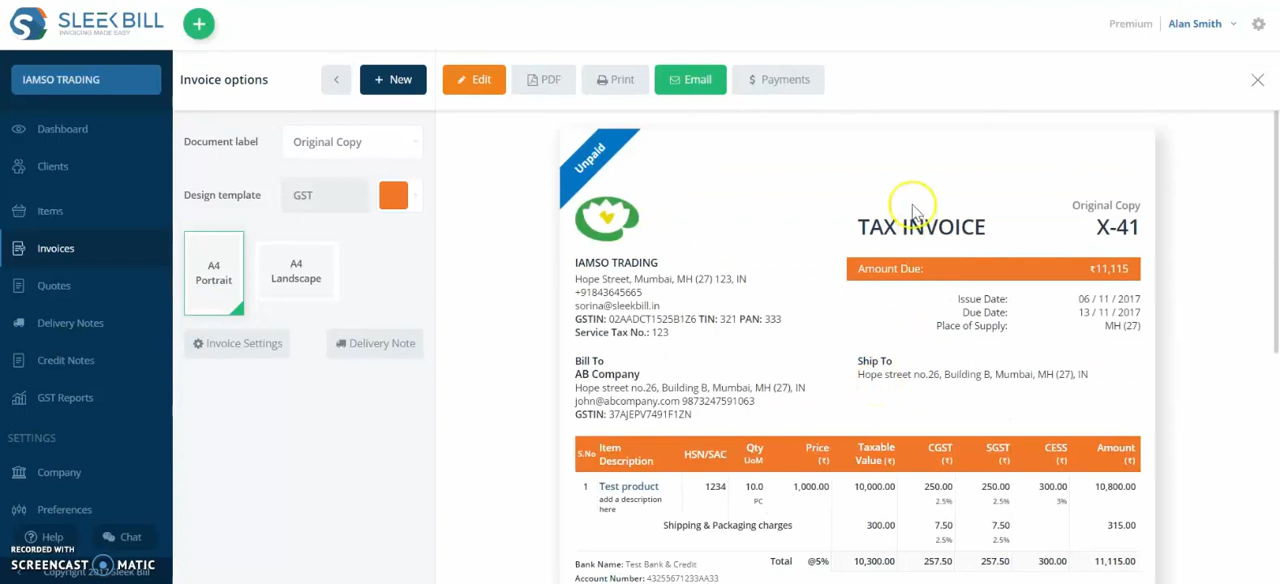 SLEEK BILL
INVOICING MADE EASY
+
Premium | Alan Smith
IAMSO TRADING
Dashboard
Clients
Items
Invoices
Quotes
Delivery Notes
Credit Notes
GST Reports
SETTINGS
Company
Preferences
Help
Chat
RECORDED WITH
SCREENCAST MATIC
Copyright 2017 Sleek Bill
Invoice options
< + New
Document label Original Copy
Design template GST
A4
Portrait
A4
Landscape
Invoice Settings
Delivery Note
Edit PDF Print Email $ Payments
Unpaid
Original Copy
TAX INVOICE X-41
Amount Due: ₹11,115
Issue Date: 06 / 11 / 2017
Due Date: 13 / 11 / 2017
Place of Supply: MH (27)
IAMSO TRADING
Hope Street, Mumbai, MH (27) 123, IN
+91843645665
sorina@sleekbill.in
GSTIN: 02AADCT1525B1Z6 TIN: 321 PAN: 333
Service Tax No.: 123
Bill To
AB Company
Hope street no.26, Building B, Mumbai, MH (27), IN
john@abcompany.com 9873247591063
GSTIN: 37AJEPV7491F1ZN
Ship To
Hope street no.26, Building B, Mumbai, MH (27), IN
S.No Item Description HSN/SAC Qty UoM Price (₹) Taxable Value (₹) CGST (₹) SGST (₹) CESS (₹) Amount (₹)
1 Test product 1234 10.0 1,000.00 10,000.00 250.00 250.00 300.00 10,800.00
add a description PC 2.5% 2.5% 3%
here
Shipping & Packaging charges 300.00 7.50 7.50 315.00
2.5% 2.5%
Total @5% 10,300.00 257.50 257.50 300.00 11,115.00
Bank Name: Test Bank & Credit
Account Number: 43255671233AA33